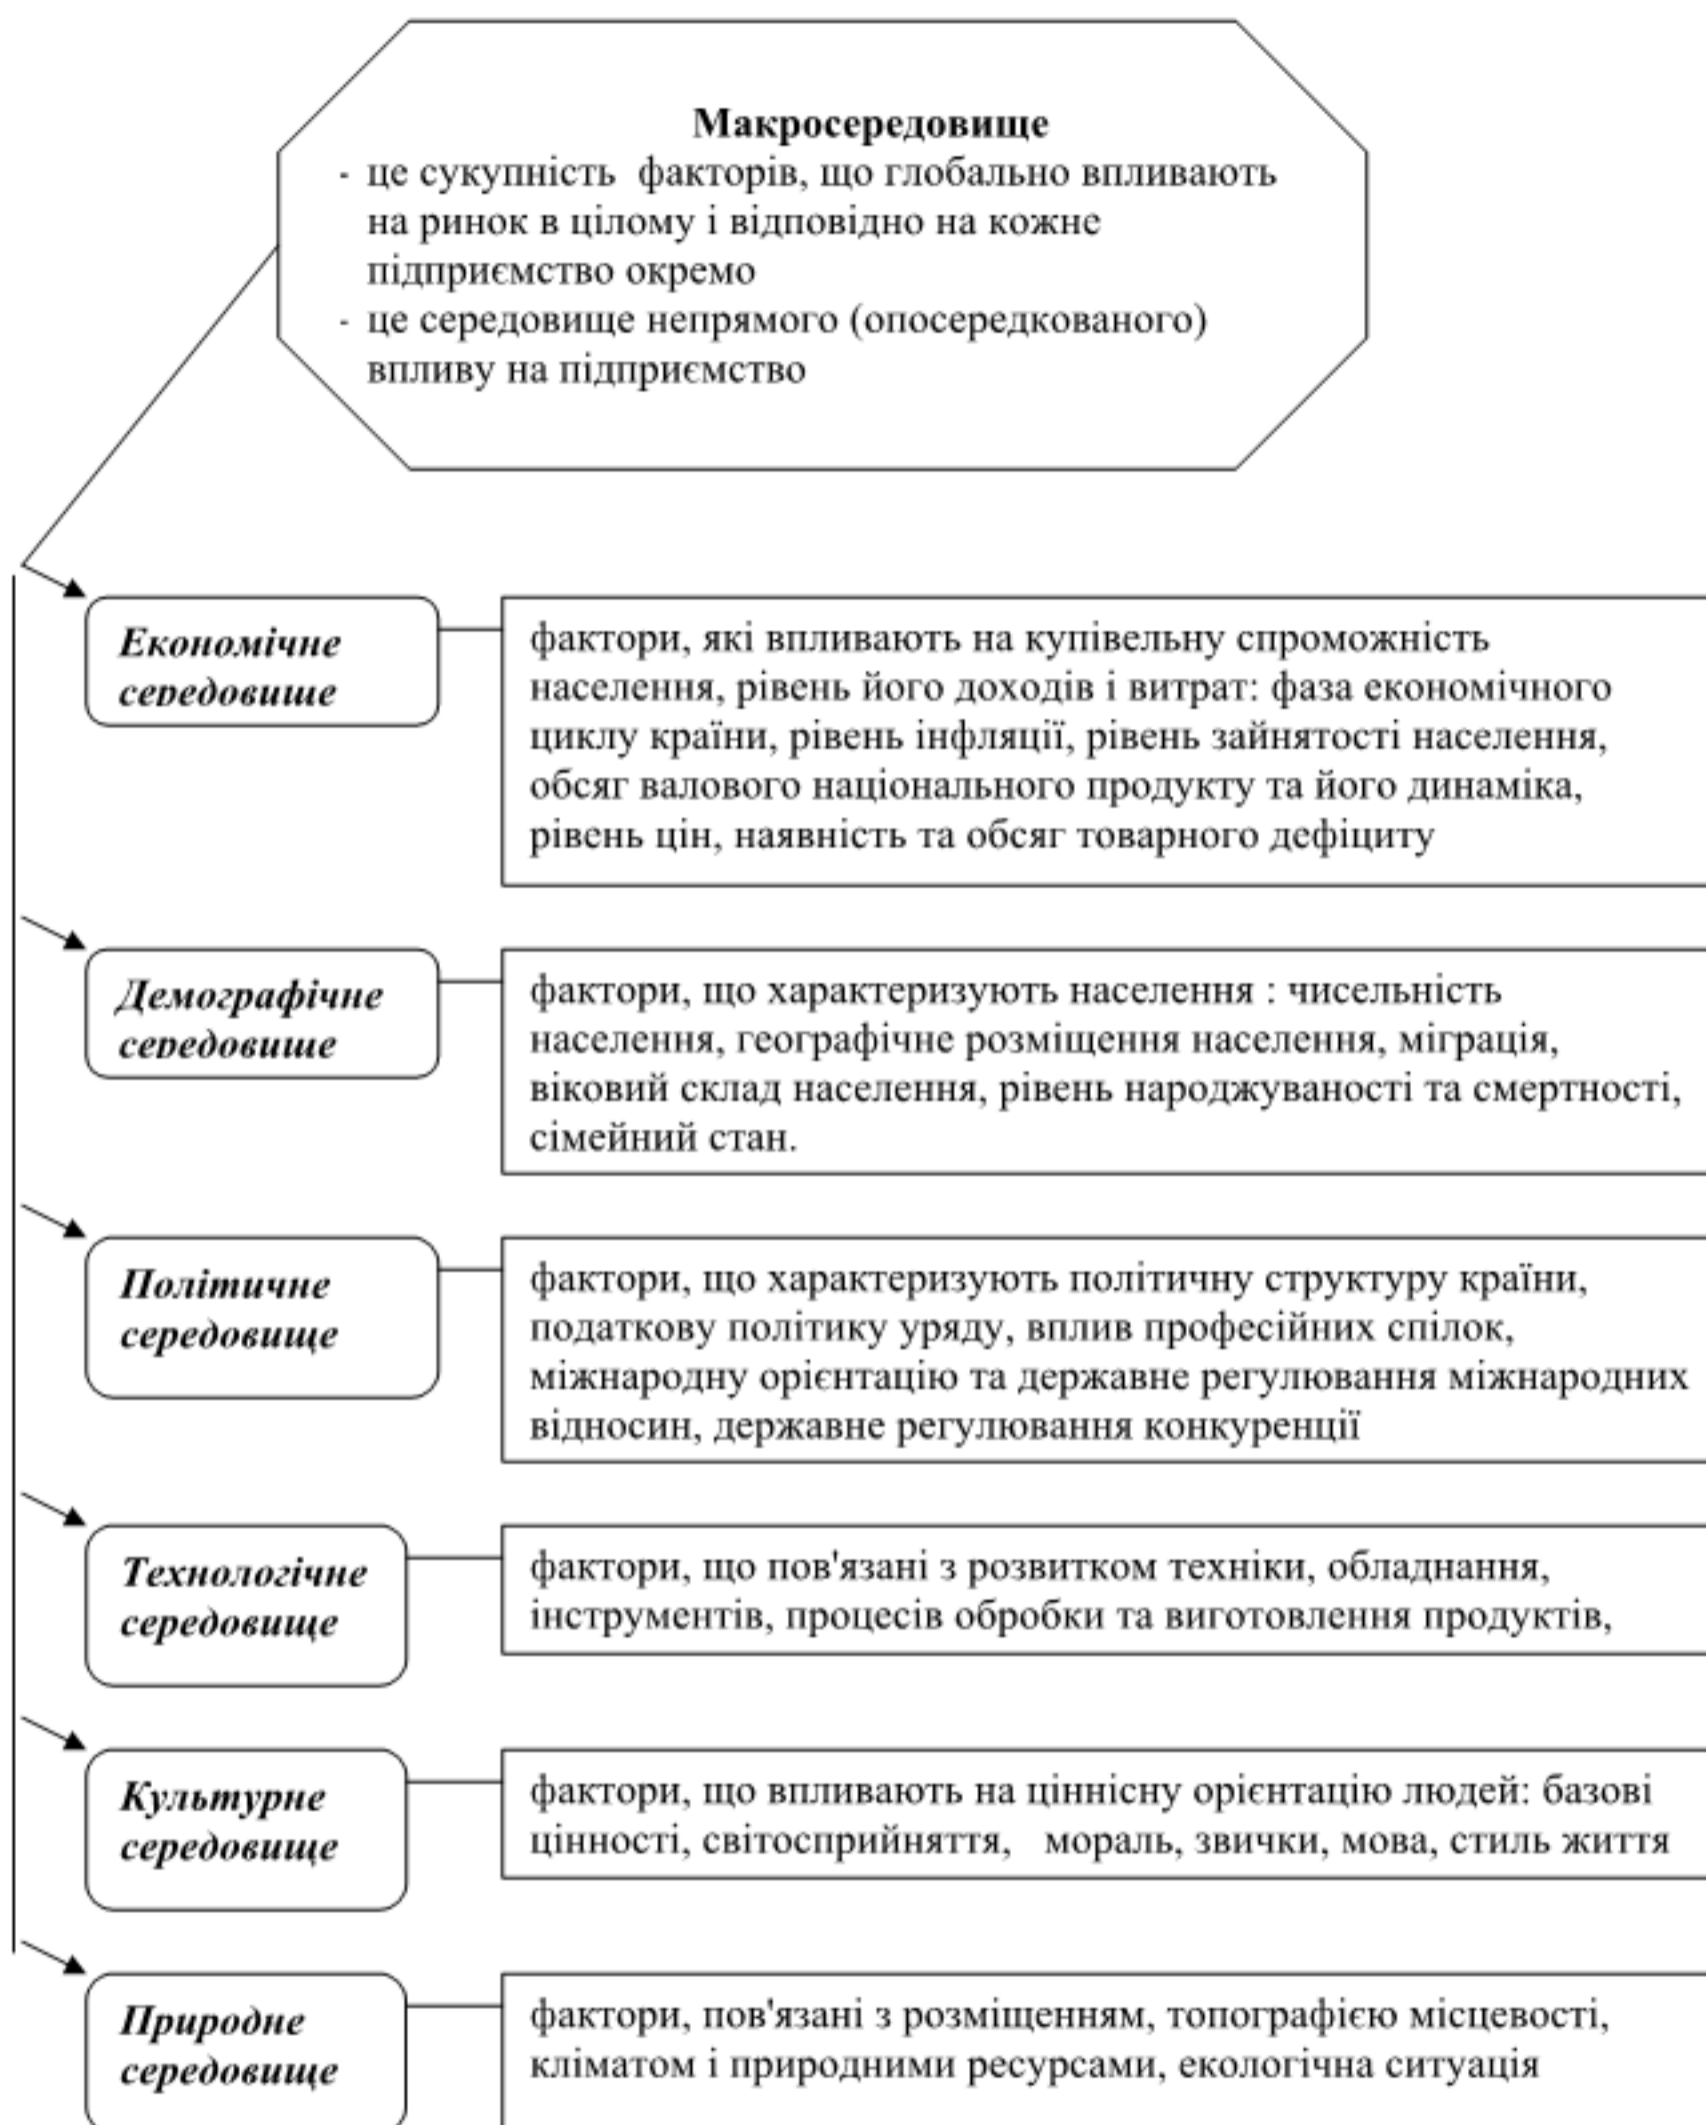 Макросередовище
- це сукупність факторів, що глобально впливають
на ринок в цілому і відповідно на кожне
підприємство окремо
- це середовище непрямого (опосередкованого)
впливу на підприємство
Економічне
середовище
фактори, які впливають на купівельну спроможність
населення, рівень його доходів і витрат: фаза економічного
циклу країни, рівень інфляції, рівень зайнятості населення,
обсяг валового національного продукту та його динаміка,
рівень цін, наявність та обсяг товарного дефіциту
Демографічне
середовище
фактори, що характеризують населення : чисельність
населення, географічне розміщення населення, міграція,
віковий склад населення, рівень народжуваності та смертності,
сімейний стан.
Політичне
середовище
фактори, що характеризують політичну структуру країни,
податкову політику уряду, вплив професійних спілок,
міжнародну орієнтацію та державне регулювання міжнародних
відносин, державне регулювання конкуренції
Технологічне
середовище
фактори, що пов'язані з розвитком техніки, обладнання,
інструментів, процесів обробки та виготовлення продуктів,
Культурне
середовище
фактори, що впливають на ціннісну орієнтацію людей: базові
цінності, світосприйняття, мораль, звички, мова, стиль життя
Природне
середовище
фактори, пов'язані з розміщенням, топографією місцевості,
кліматом і природними ресурсами, екологічна ситуація